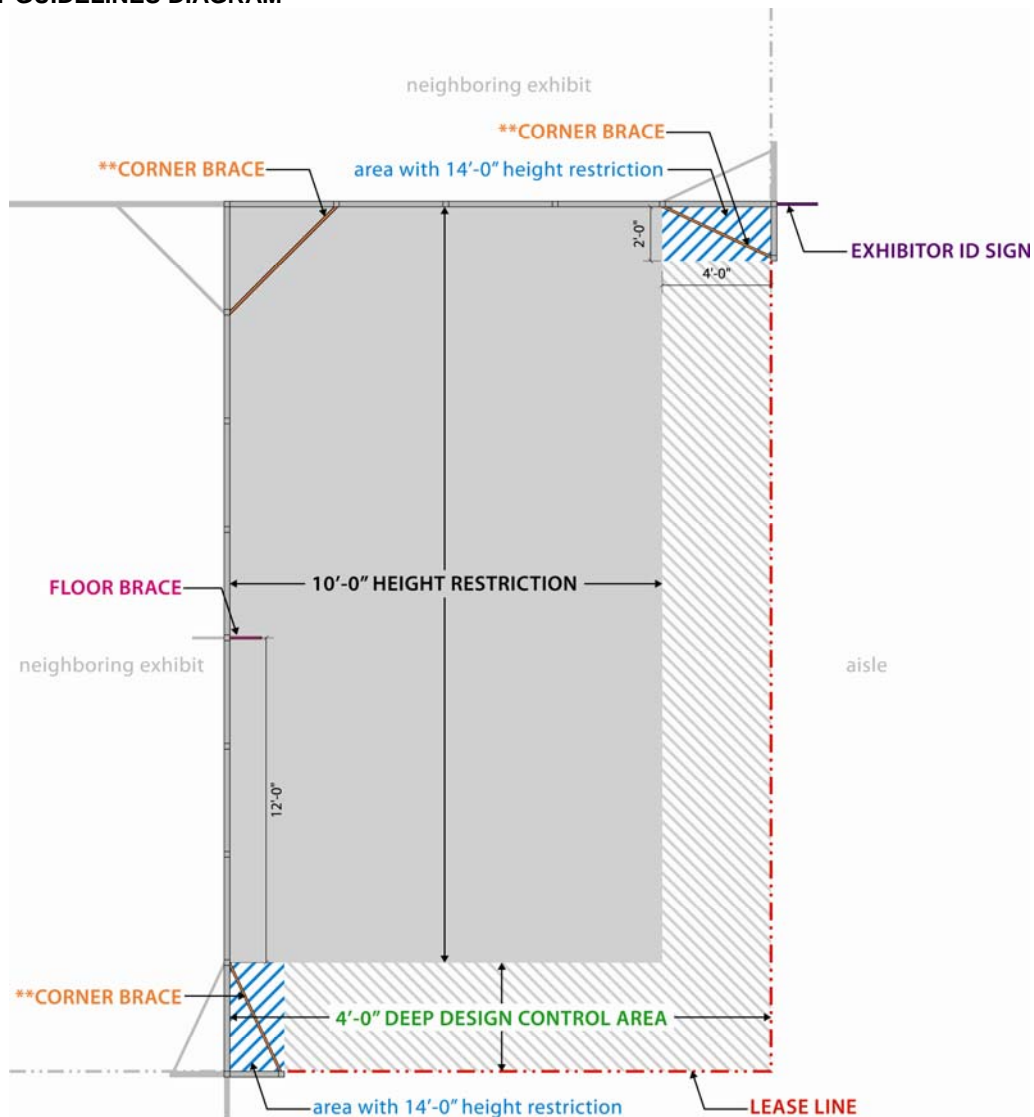 GUIDELINES DIAGRAM
neighboring exhibit
**CORNER BRACE
**CORNER BRACE
area with 14'-0" height restriction
2'-0"
EXHIBITOR ID SIGN
4'-0"
10'-0" HEIGHT RESTRICTION
FLOOR BRACE
neighboring exhibit
aisle
12'-0"
**CORNER BRACE
4'-0" DEEP DESIGN CONTROL AREA
area with 14'-0" height restriction
LEASE LINE